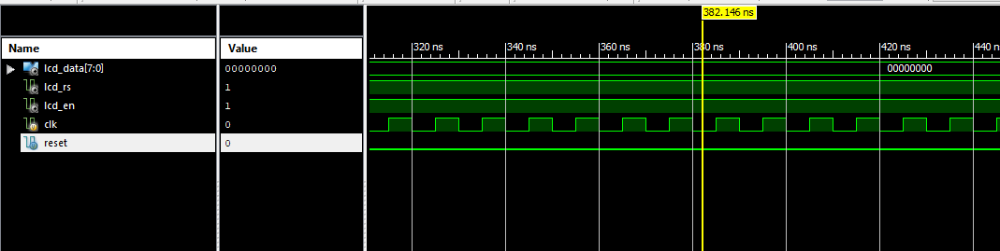 382.146 ns
Name Value 320 ns 340 ns 360 ns 380 ns 400 ns 420 ns 440
lcd_data[7:0] 00000000 00000000
lcd_rs 1
lcd_en 1
clk 0
reset 0